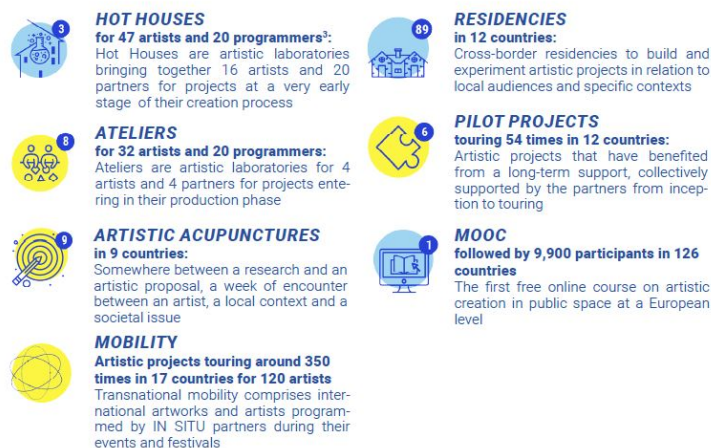 3
HOT HOUSES
for 47 artists and 20 programmers³:
Hot Houses are artistic laboratories
bringing together 16 artists and 20
partners for projects at a very early
stage of their creation process
8
ATELIERS
for 32 artists and 20 programmers:
Ateliers are artistic laboratories for 4
artists and 4 partners for projects ente-
ring in their production phase
9
ARTISTIC ACUPUNCTURES
in 9 countries:
Somewhere between a research and an
artistic proposal, a week of encounter
between an artist, a local context and a
societal issue
MOBILITY
Artistic projects touring around 350
times in 17 countries for 120 artists
Transnational mobility comprises inter-
national artworks and artists program-
med by IN SITU partners during their
events and festivals
89
RESIDENCIES
in 12 countries:
Cross-border residencies to build and
experiment artistic projects in relation to
local audiences and specific contexts
6
PILOT PROJECTS
touring 54 times in 12 countries:
Artistic projects that have benefited
from a long-term support, collectively
supported by the partners from incep-
tion to touring
1
MOOC
followed by 9,900 participants in 126
countries
The first free online course on artistic
creation in public space at a European
level